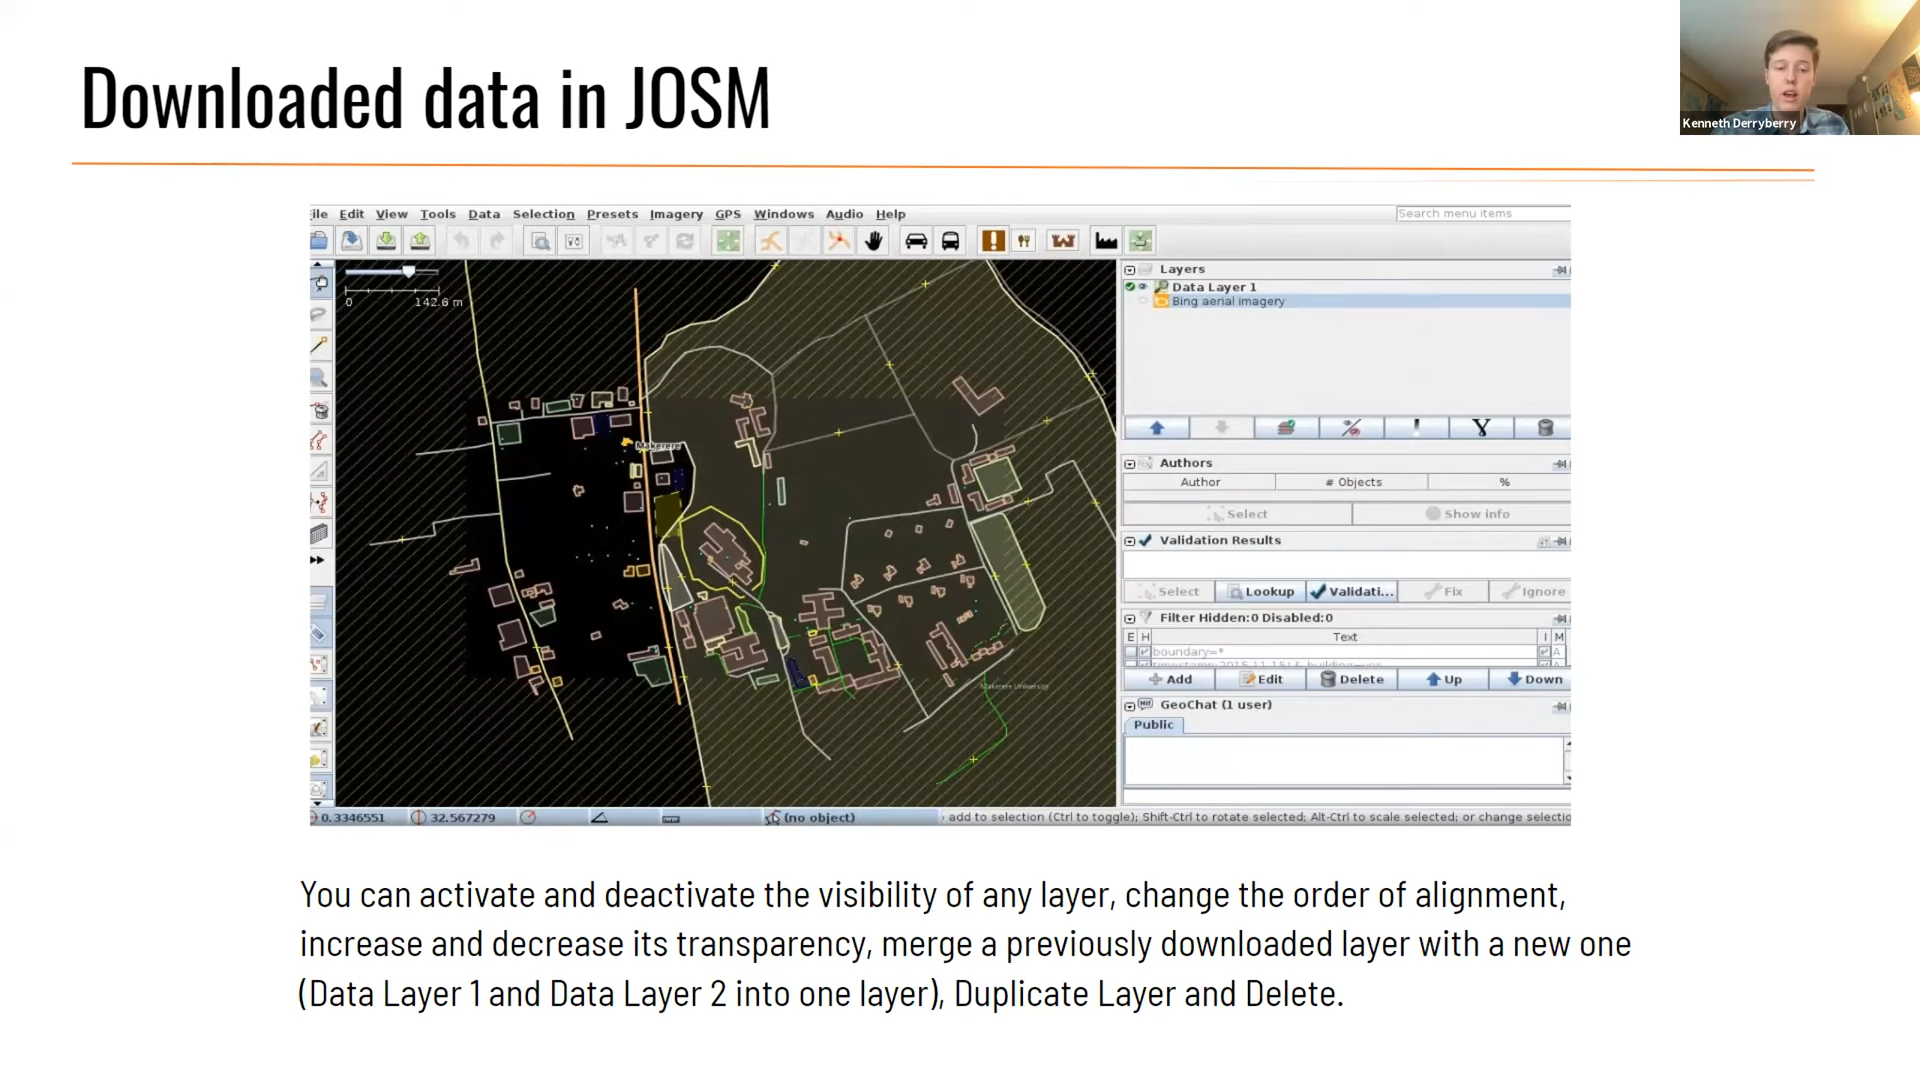 Downloaded data in JOSM
Kenneth Derryberry
ile Edit View Tools Data Selection Presets Imagery GPS Windows Audio Help
Search menu items
0 142.6 m
Makerere
Makerere University
Layers
Data Layer 1
Bing aerial imagery
Authors
Author # Objects %
Select Show info
Validation Results
Select Lookup Validati... Fix Ignore
Filter Hidden:0 Disabled:0
E H Text I M
boundary=* A
Add Edit Delete Up Down
GeoChat (1 user)
Public
0.3346551 32.567279 (no object) add to selection (Ctrl to toggle); Shift-Ctrl to rotate selected; Alt-Ctrl to scale selected; or change selectio
You can activate and deactivate the visibility of any layer, change the order of alignment,
increase and decrease its transparency, merge a previously downloaded layer with a new one
(Data Layer 1 and Data Layer 2 into one layer), Duplicate Layer and Delete.